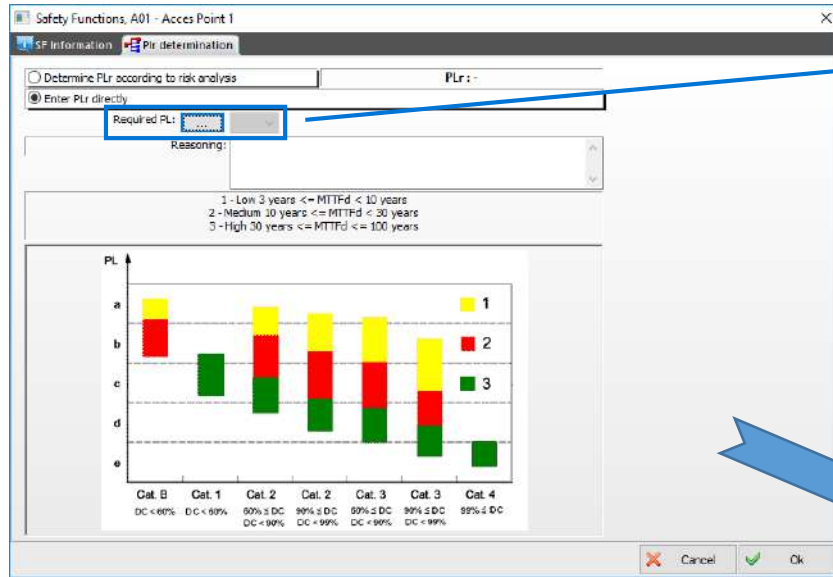 Safety Functions, A01 - Acces Point 1
SF Information
Plr determination
Determine PLr according to risk analysis
PLr : -
Enter PLr directly
Required PL:
...
Reasoning:
1 - Low 3 years <= MTTFd < 10 years
2 - Medium 10 years <= MTTFd < 30 years
3 - High 30 years <= MTTFd <= 100 years
PL
a
b
c
d
e
1
2
3
Cat. B Cat. 1 Cat. 2 Cat. 2 Cat. 3 Cat. 3 Cat. 4
DC < 60% DC < 60% 60% ≤ DC 90% ≤ DC 60% ≤ DC 90% ≤ DC 99% ≤ DC
DC < 90% DC < 99% DC < 90% DC < 99%
Cancel
Ok